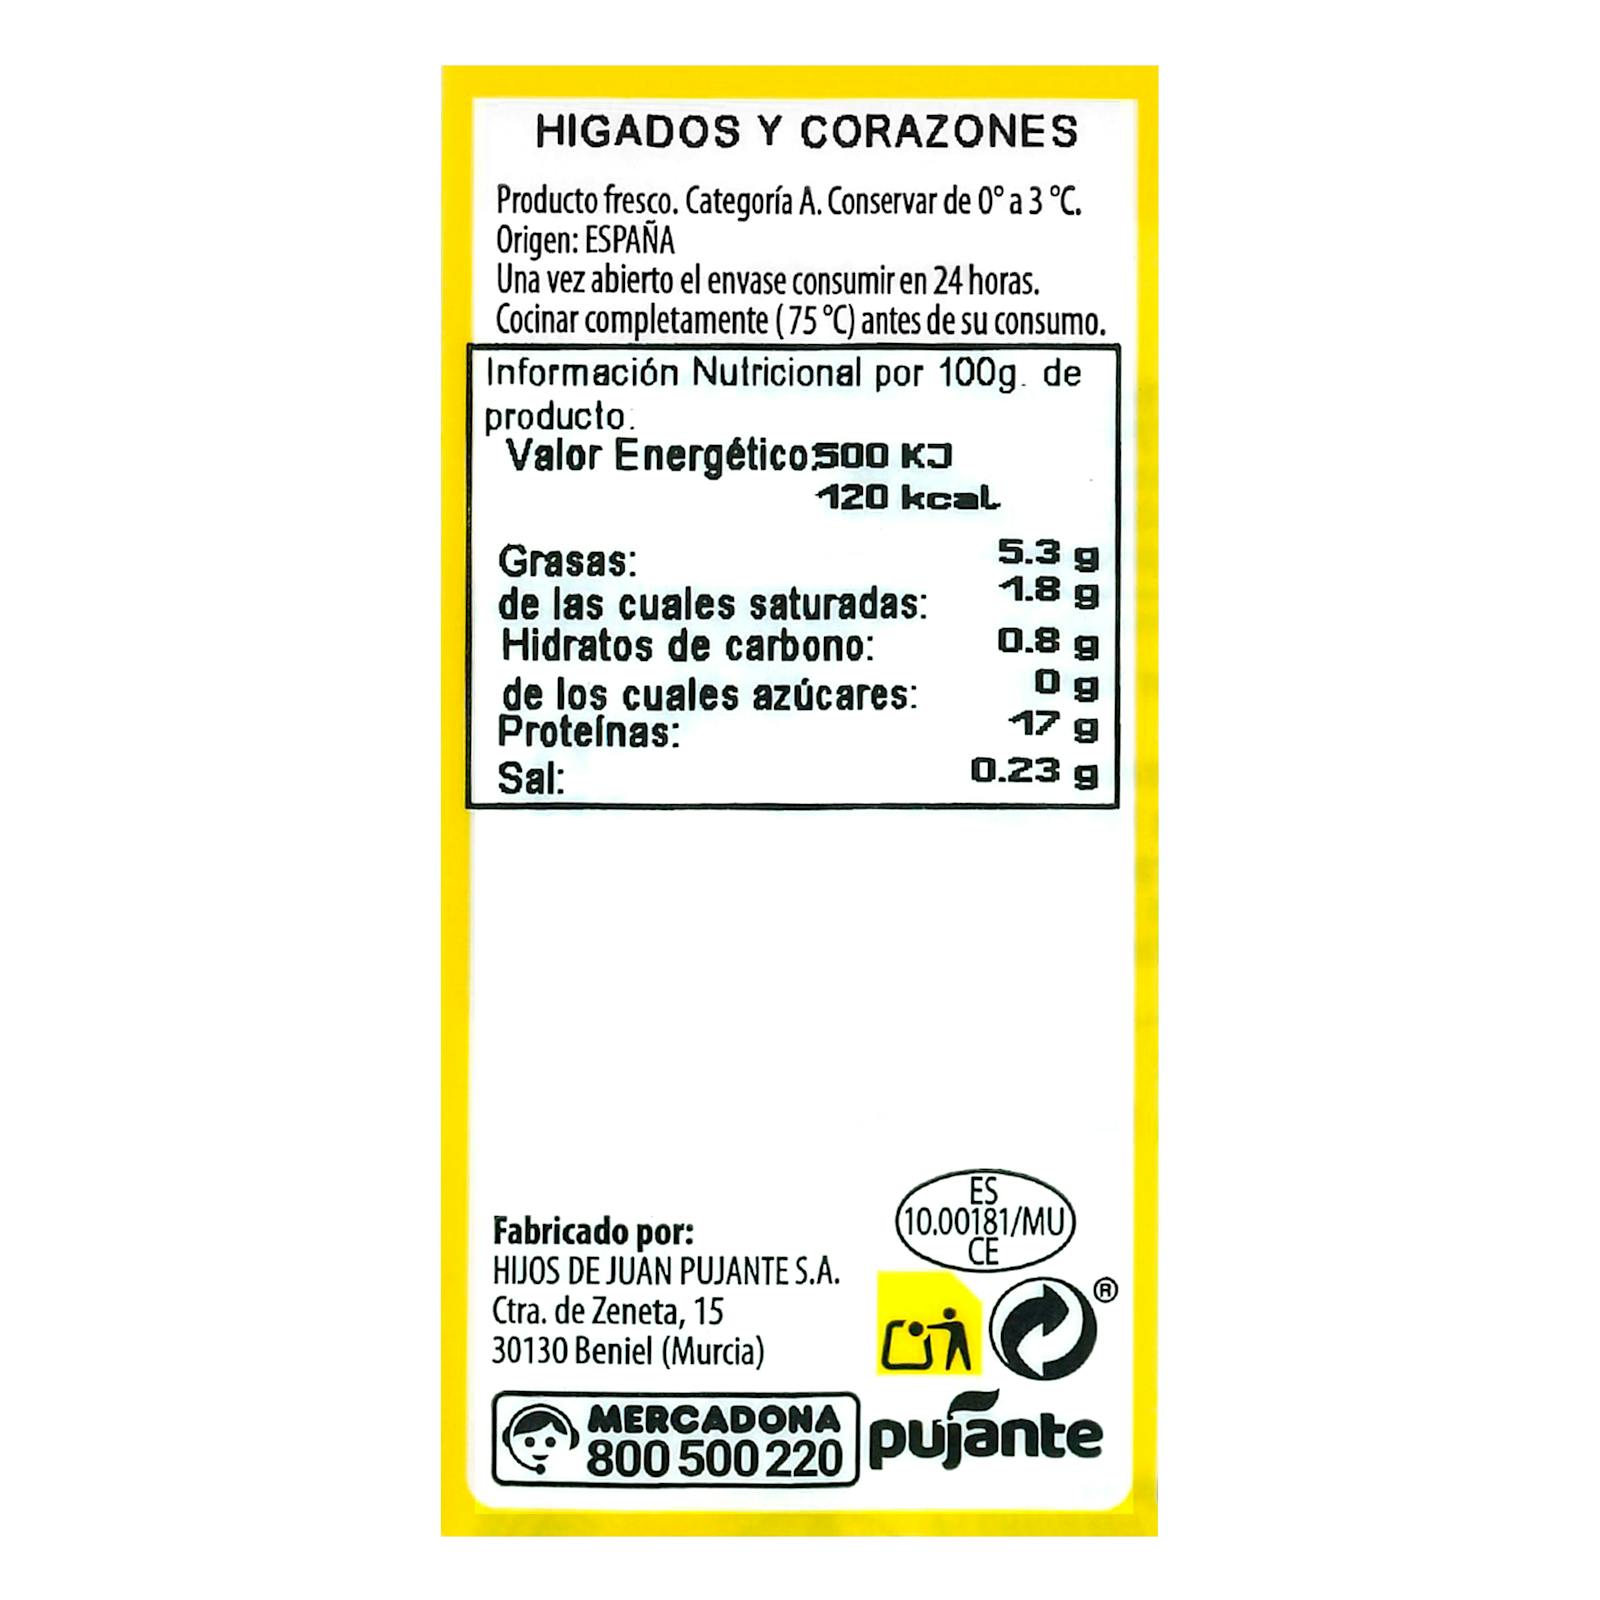 HIGADOS Y CORAZONES
Producto fresco. Categoría A. Conservar de 0° a 3 °C.
Origen: ESPAÑA
Una vez abierto el envase consumir en 24 horas.
Cocinar completamente (75 °C) antes de su consumo.
Información Nutricional por 100g. de
producto.
Valor Energético:500 KJ
120 kcal
Grasas: 5.3 g
de las cuales saturadas: 1.8 g
Hidratos de carbono: 0.8 g
de los cuales azúcares: 0 g
Proteínas: 17 g
Sal: 0.23 g
ES
10.00181/MU
CE
Fabricado por:
HIJOS DE JUAN PUJANTE S.A.
Ctra. de Zeneta, 15
30130 Beniel (Murcia)
®
MERCADONA
800 500 220
pujante